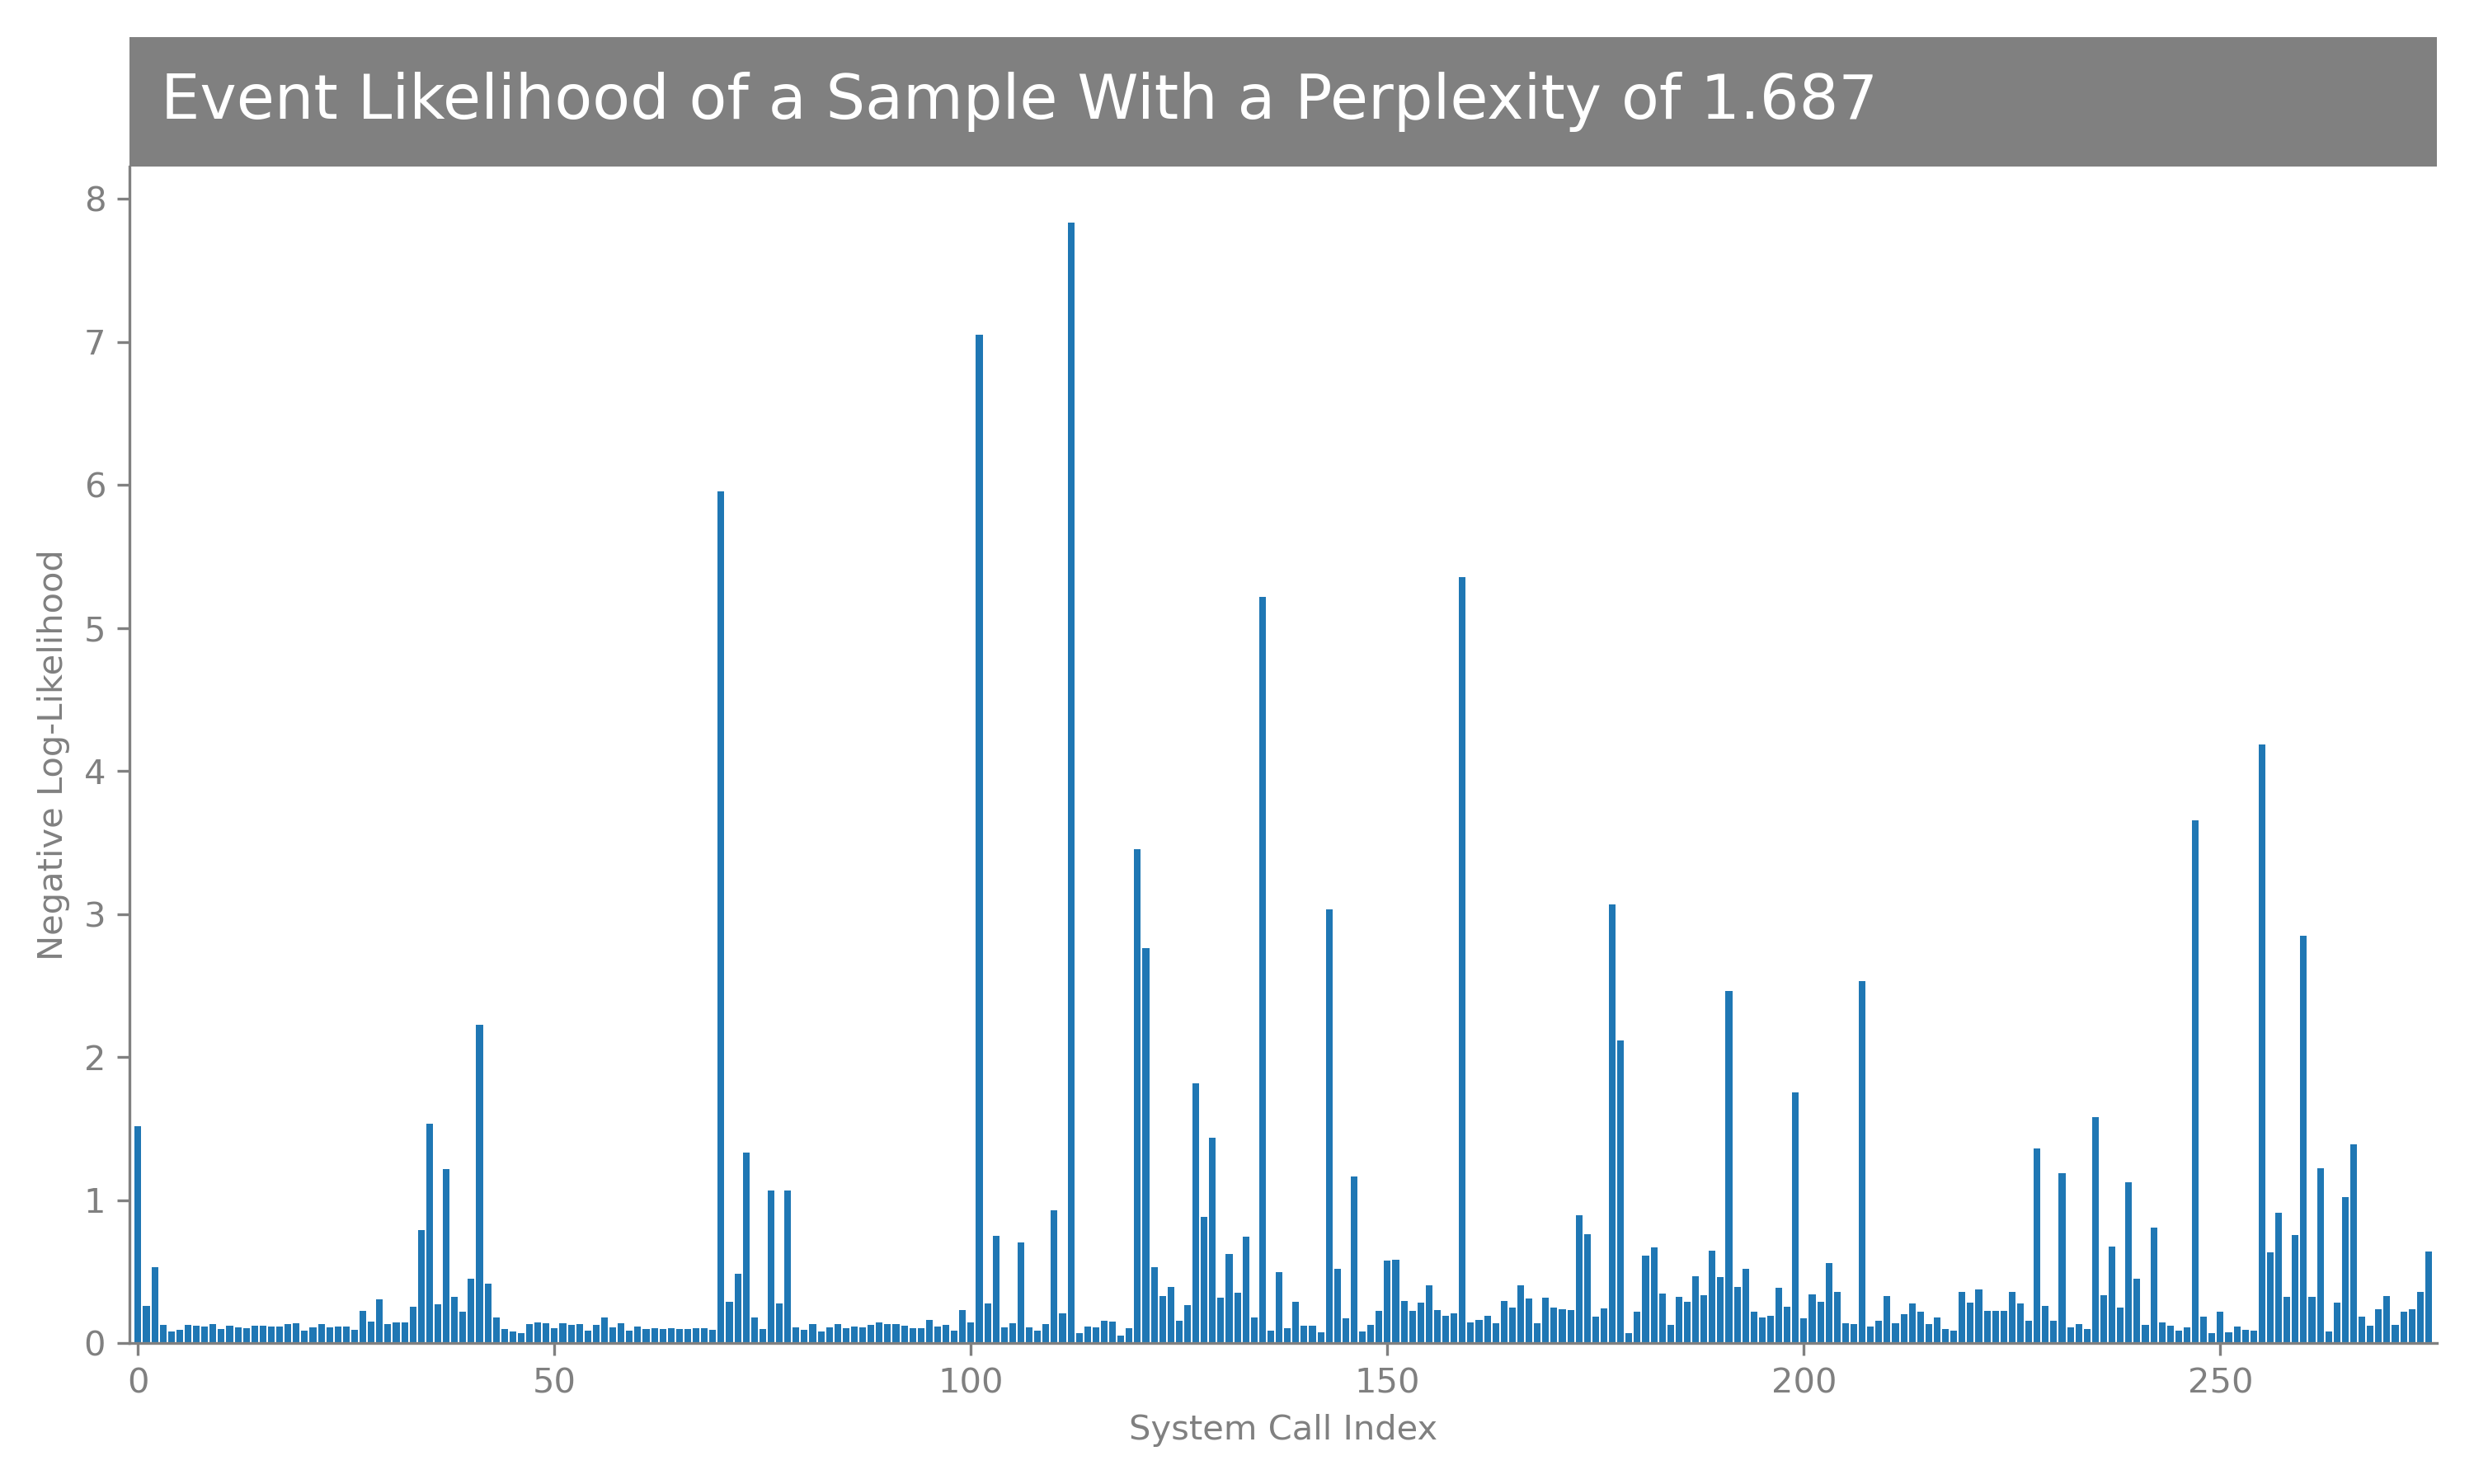 Event Likelihood of a Sample With a Perplexity of 1.687
8
7
6
5
4
3
2
1
0
Negative Log-Likelihood
0 50 100 150 200 250
System Call Index